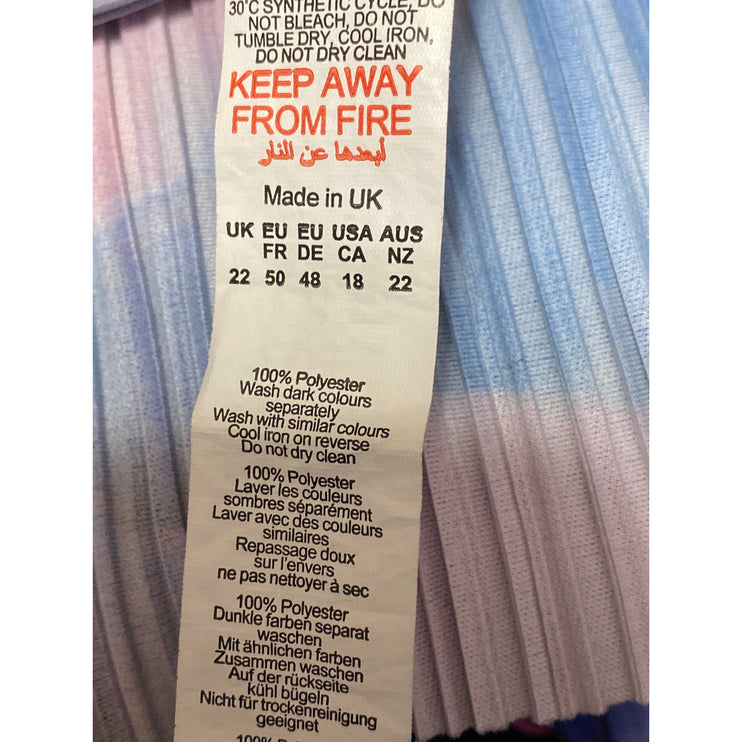 30°C SYNTHETIC CYCLE, DO
NOT BLEACH, DO NOT
TUMBLE DRY, COOL IRON,
DO NOT DRY CLEAN
KEEP AWAY
FROM FIRE
أبعدها عن للنار
Made in UK
UK EU EU USA AUS
FR DE CA NZ
22 50 48 18 22
100% Polyester
Wash dark colours
separately
Wash with similar colours
Cool iron on reverse
Do not dry clean
100% Polyester
Laver les couleurs
sombres séparément
Laver avec des couleurs
similaires
Repassage doux
sur l'envers
ne pas nettoyer à sec
100% Polyester
Dunkle farben separat
waschen
Mit ähnlichen farben
Zusammen waschen
Auf der rückseite
kühl bügeln
Nicht für trockenreinigung
geeignet